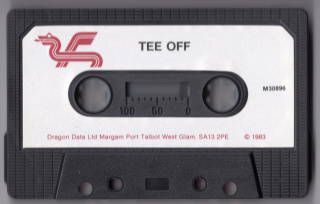 TEE OFF
M30896
100 50 0
Dragon Data Ltd Margam Port Talbot West Glam. SA13 2PE © 1983